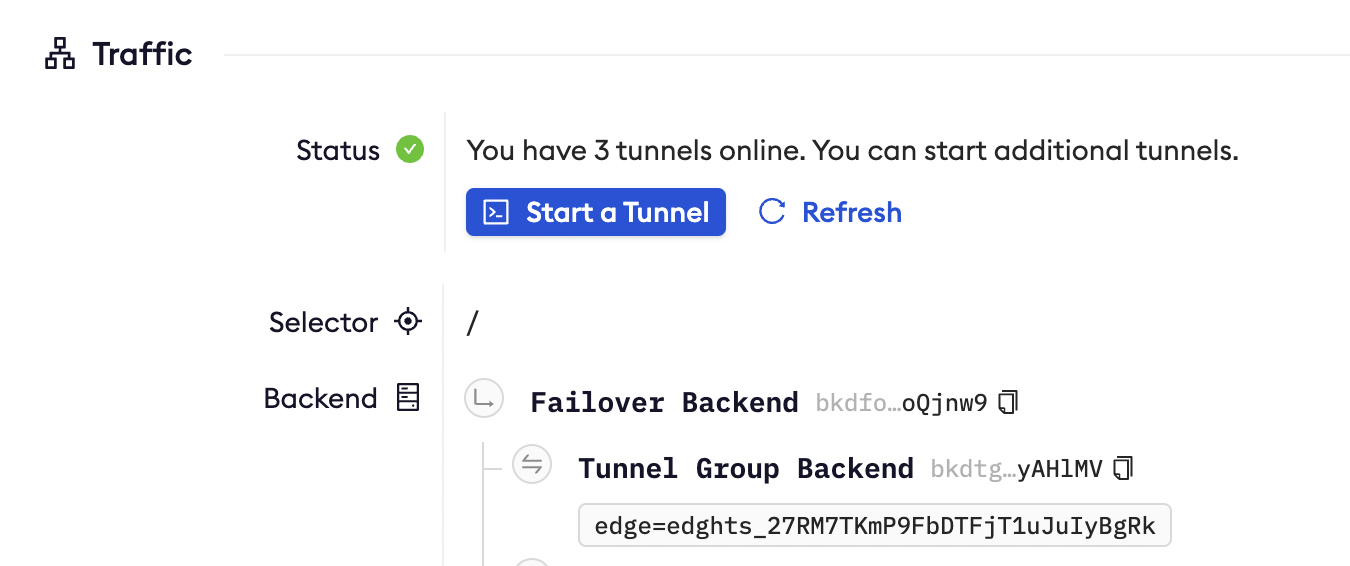 Traffic
Status
You have 3 tunnels online. You can start additional tunnels.
Start a Tunnel
Refresh
Selector
/
Backend
Failover Backend bkdfo…oQjnw9
Tunnel Group Backend bkdtg…yAHlMV
edge=edghts_27RM7TKmP9FbDTFjT1uJuIyBgRk